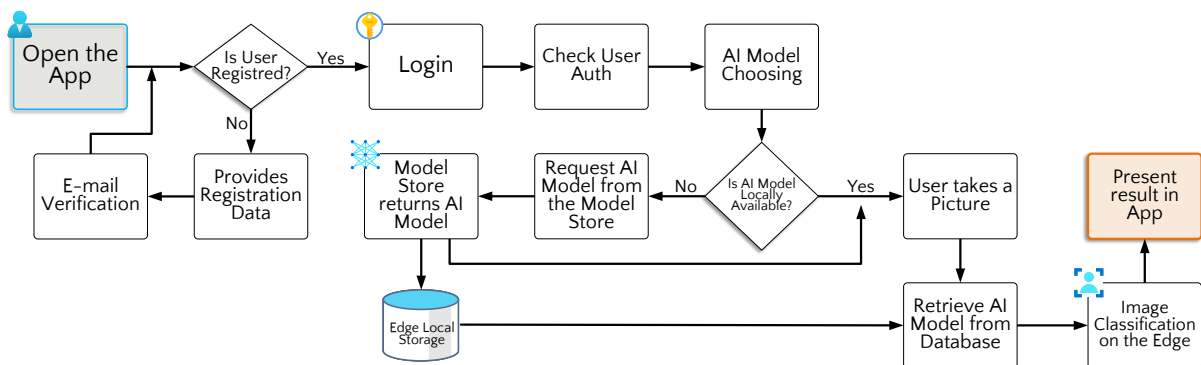 Open the
App
Is User
Registred?
Yes
Login
Check User
Auth
AI Model
Choosing
No
E-mail
Verification
Provides
Registration
Data
Model
Store
returns AI
Model
Request AI
Model from
the Model
Store
No
Is AI Model
Locally
Available?
Yes
User takes a
Picture
Present
result in
App
Edge Local
Storage
Retrieve AI
Model from
Database
Image
Classification
on the Edge